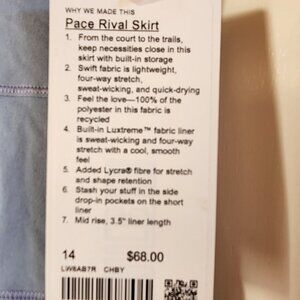 WHY WE MADE THIS
Pace Rival Skirt
1. From the court to the trails,
keep necessities close in this
skirt with built-in storage
2. Swift fabric is lightweight,
four-way stretch,
sweat-wicking, and quick-drying
3. Feel the love—100% of the
polyester in this fabric is
recycled
4. Built-in Luxtreme™ fabric liner
is sweat-wicking and four-way
stretch with a cool, smooth
feel
5. Added Lycra® fibre for stretch
and shape retention
6. Stash your stuff in the side
drop-in pockets on the short
liner
7. Mid rise, 3.5" liner length
14 $68.00
LW8AB7R CHBY